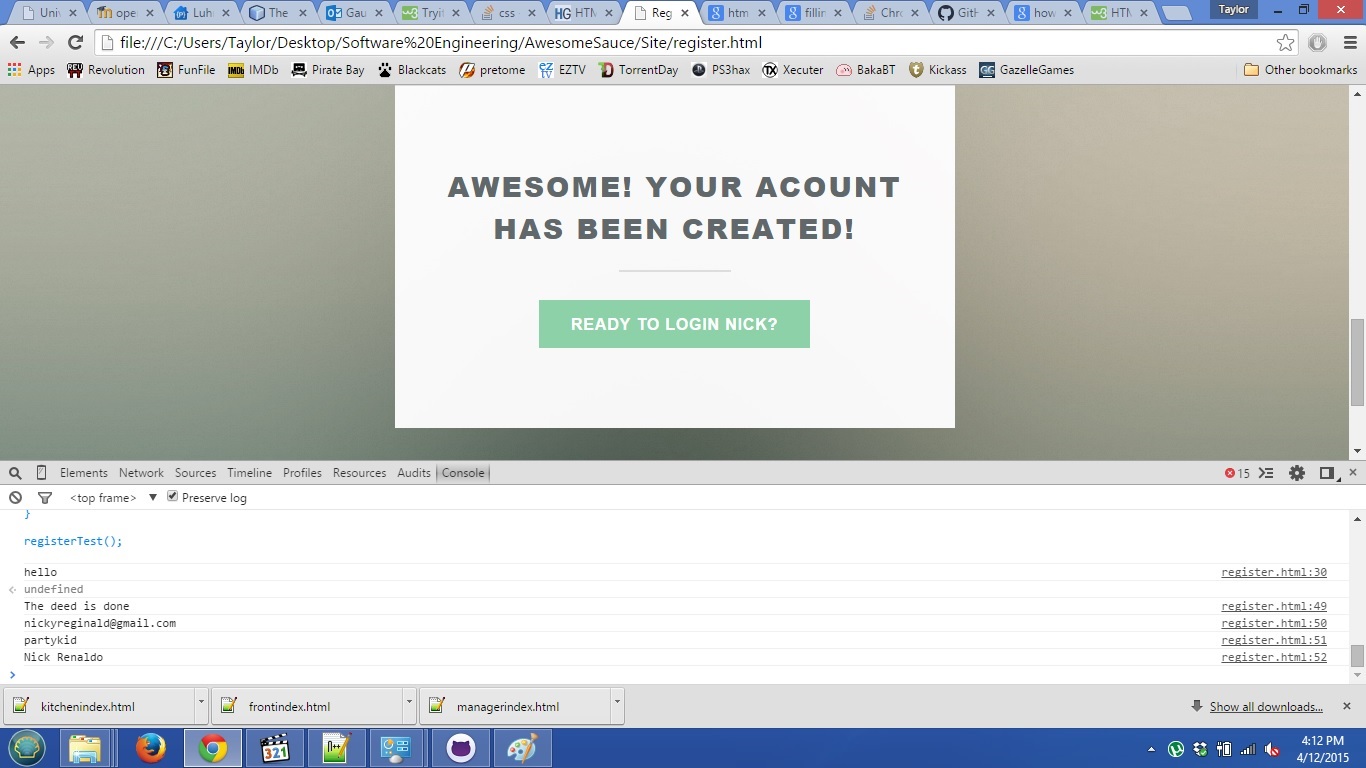 Univ
ope
Luh
The
Gau
Tryit
css
HTM
Reg
htm
fillin
Chro
GitH
how
HTM
Taylor
file:///C:/Users/Taylor/Desktop/Software%20Engineering/AwesomeSauce/Site/register.html
Apps Revolution FunFile IMDb Pirate Bay Blackcats pretome EZTV TorrentDay PS3hax Xecuter BakaBT Kickass GazelleGames Other bookmarks
AWESOME! YOUR ACOUNT
HAS BEEN CREATED!
READY TO LOGIN NICK?
Elements Network Sources Timeline Profiles Resources Audits Console 15
<top frame> Preserve log
}
registerTest();
hello register.html:30
undefined
The deed is done register.html:49
nickyreginald@gmail.com register.html:50
partykid register.html:51
Nick Renaldo register.html:52
kitchenindex.html frontindex.html managerindex.html Show all downloads...
4:12 PM
4/12/2015